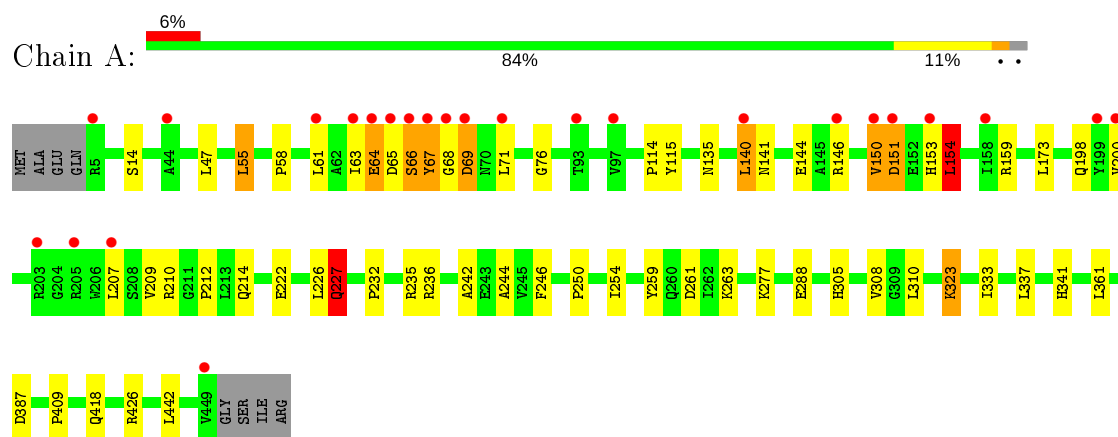 6%
Chain A:
84% 11% • •
MET ALA GLU GLN R5 S14 A44 L47 L55 P58 L61 A62 I63 E64 D65 S66 Y67 G68 D69 N70 L71 G76 T93 V97 P114 Y115 N135 L140 N141 E144 A145 R146 V150 D151 E152 H153 L154 I158 R159 L173 Q198 Y199
R203 G204 R205 W206 L207 S208 V209 R210 G211 P212 L213 Q214 E222 L226 Q227 P232 R235 R236 A242 E243 A244 V245 F246 P250 I254 Y259 Q260 D261 I262 K263 K277 E288 H305 V308 G309 L310 K323 I333 L337 H341 L361
D387 P409 Q418 R426 L442 V449 GLY SER ILE ARG